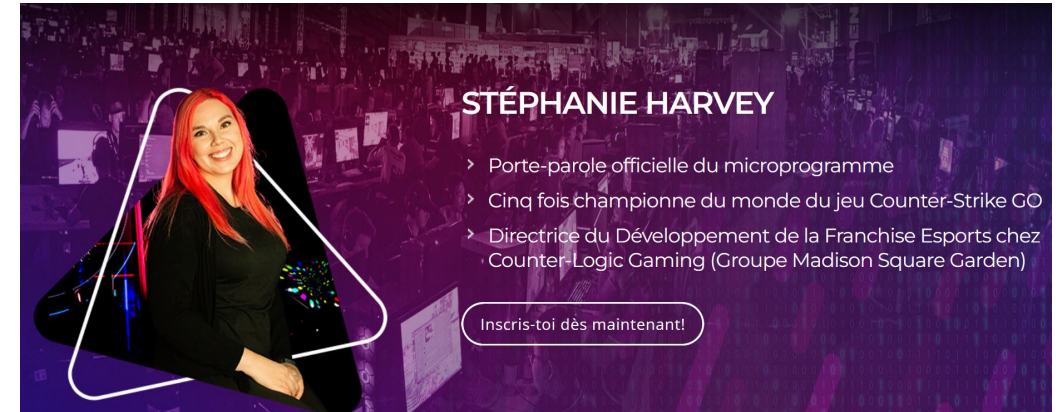 STÉPHANIE HARVEY
Porte-parole officielle du microprogramme
Cinq fois championne du monde du jeu Counter-Strike GO
Directrice du Développement de la Franchise Esports chez
Counter-Logic Gaming (Groupe Madison Square Garden)
Inscris-toi dès maintenant!